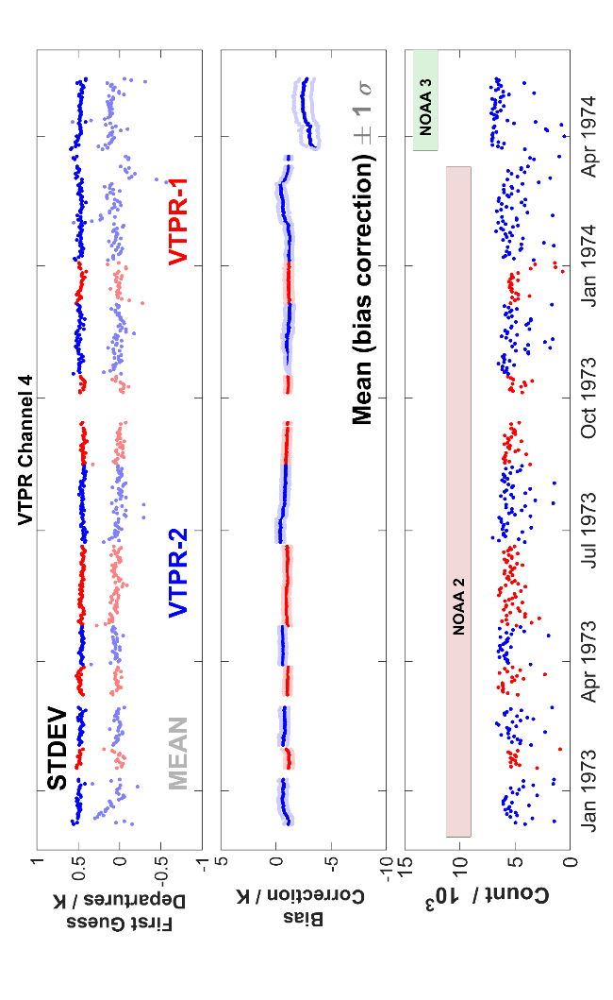 VTPR Channel 4
First Guess
Departures / K
1
0.5
0
-0.5
-1
STDEV
MEAN
VTPR-2
VTPR-1
Bias
Correction / K
5
0
-5
-10
Mean (bias correction) ± 1 σ
Count / 10³
15
10
5
0
NOAA 2
NOAA 3
Jan 1973
Apr 1973
Jul 1973
Oct 1973
Jan 1974
Apr 1974